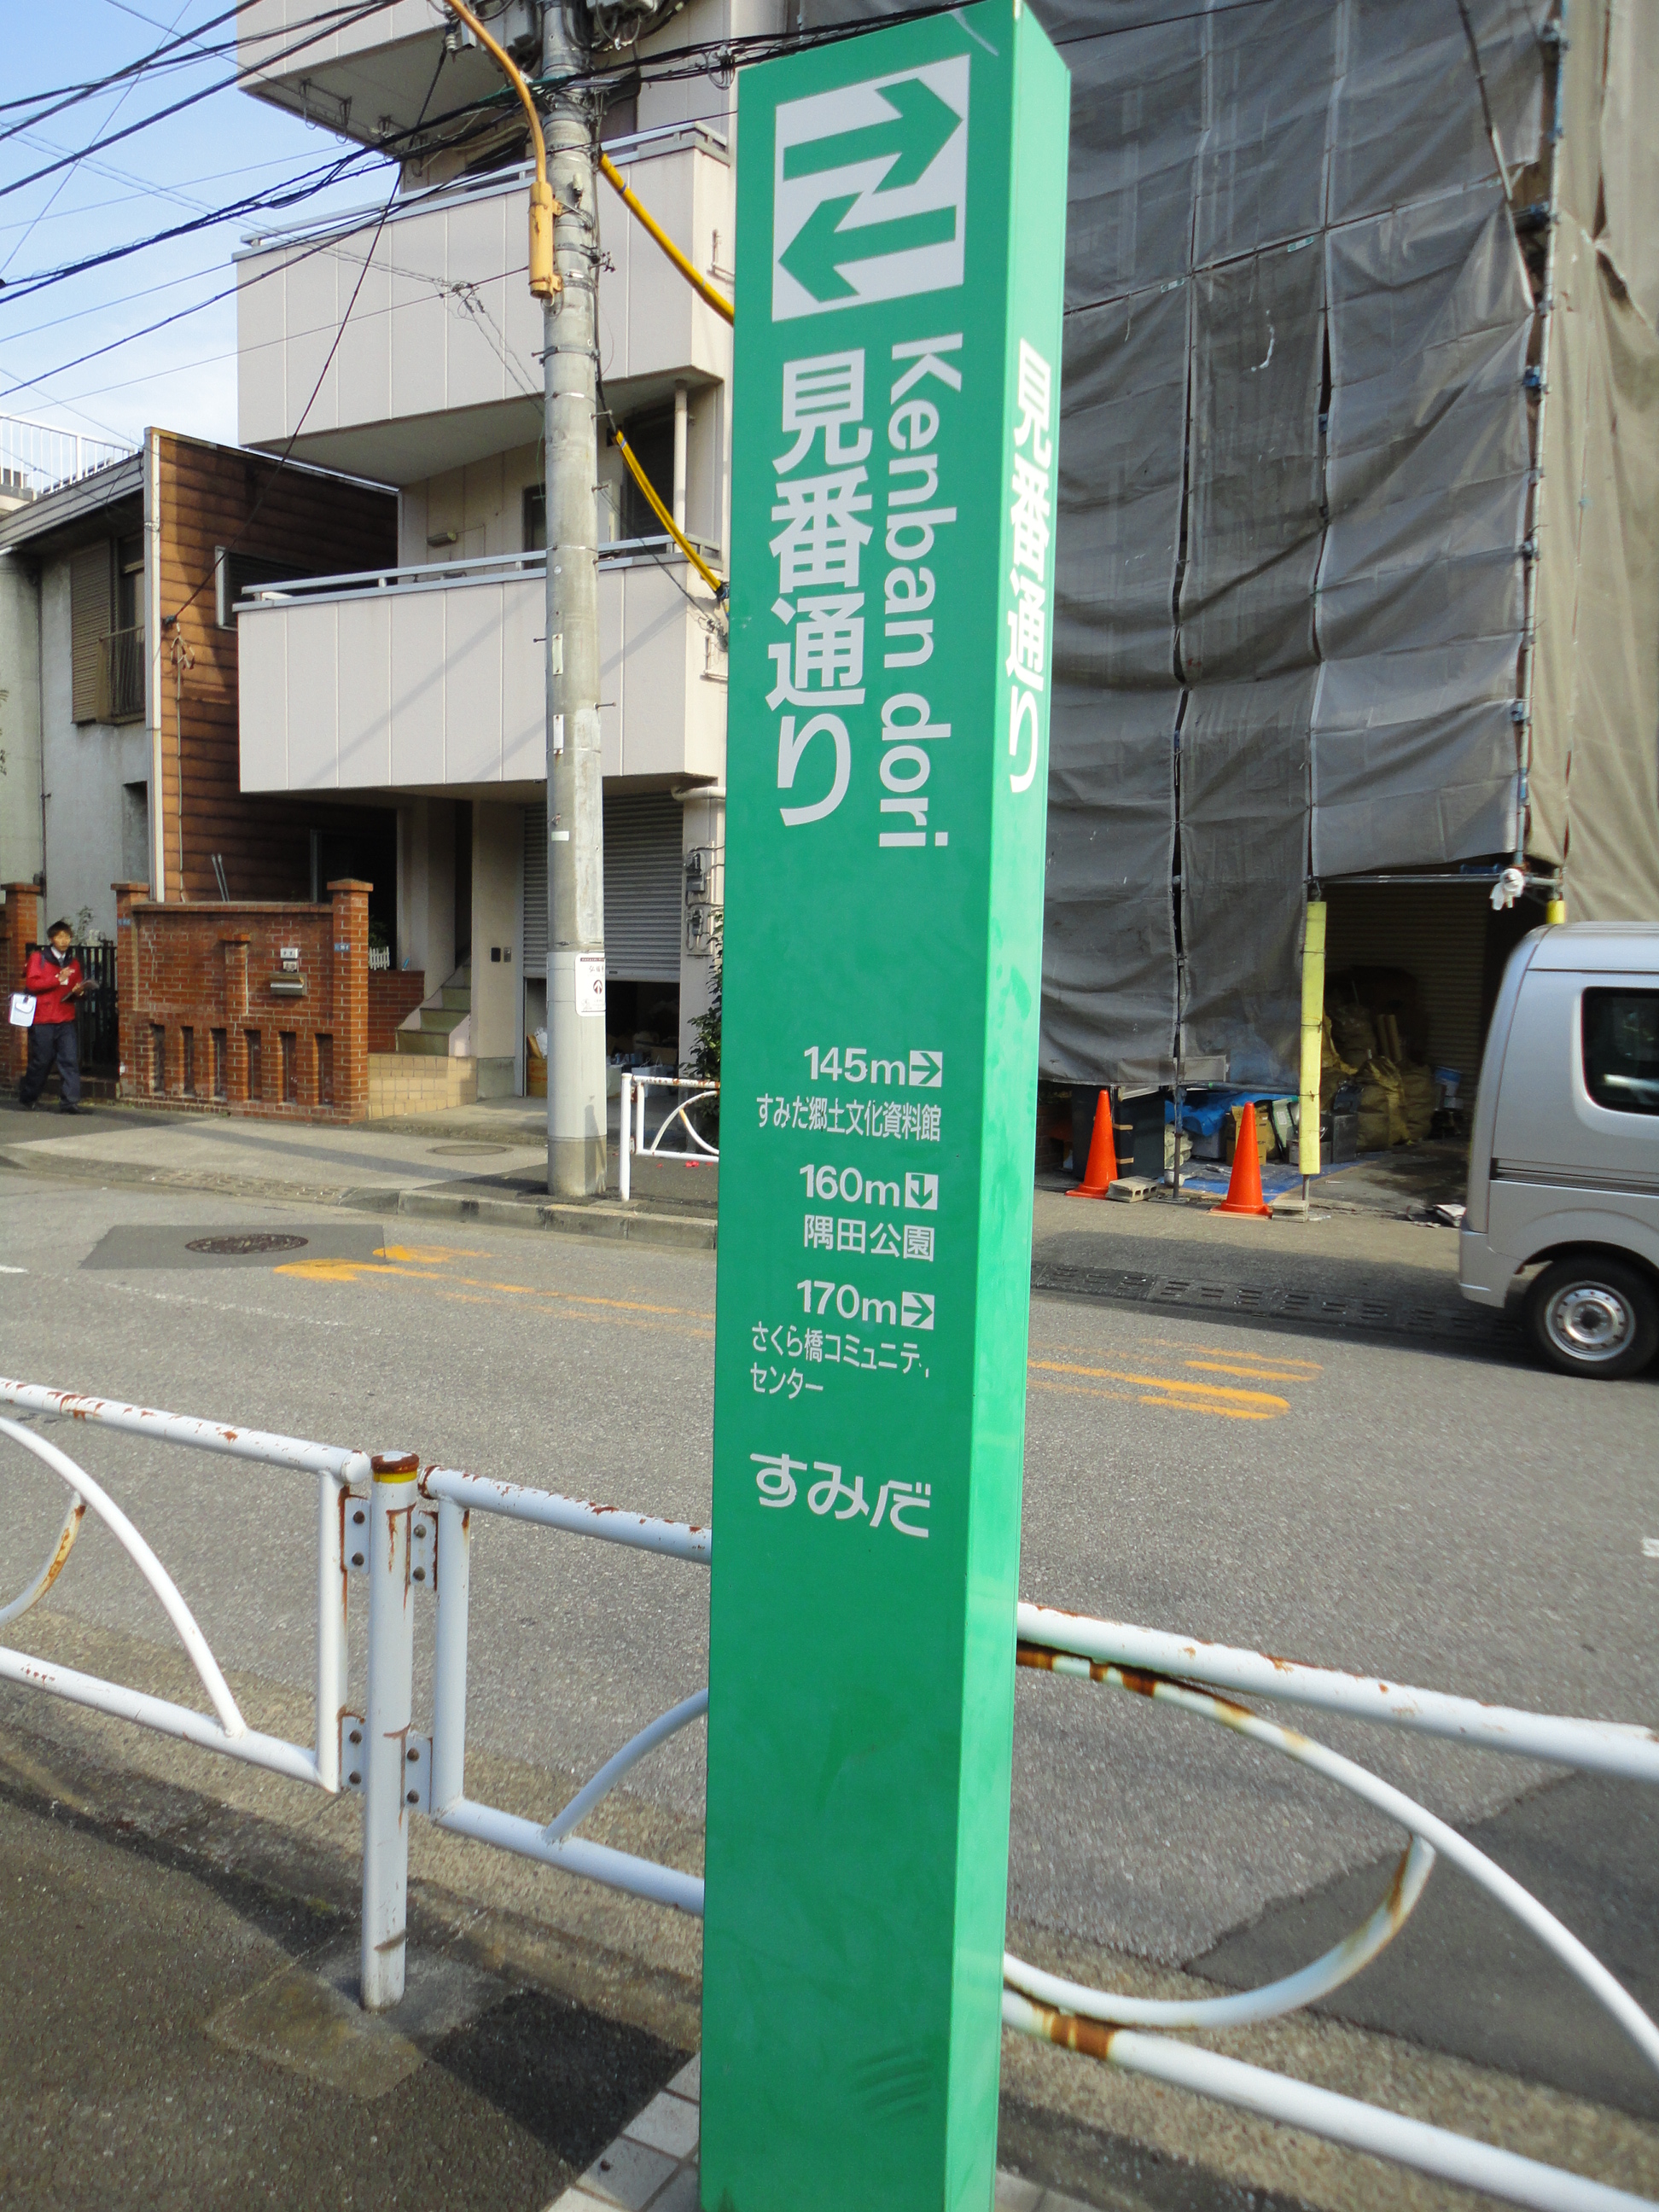 Kenban dori
見番通り
見番通り
145m
すみだ郷土文化資料館
160m
隅田公園
170m
さくら橋コミュニティ
センター
すみだ